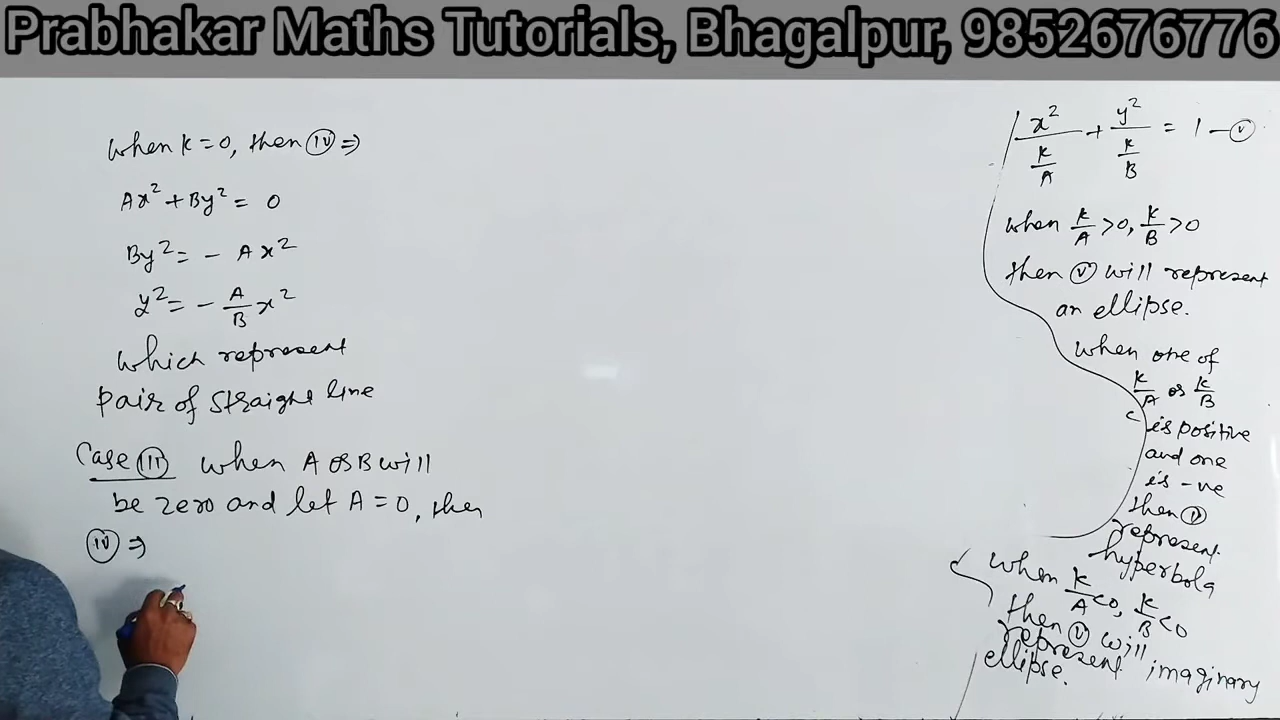 Prabhakar Maths Tutorials, Bhagalpur, 9852676776
when K=0, then (IV) ⇒
Ax² + By² = 0
By² = - Ax²
y² = - A/B x²
which represent
pair of straight line
Case (III) when A or B will
be zero and let A = 0, then
(IV) ⇒
x²/(K/A) + y²/(K/B) = 1 — (V)
when K/A >0, K/B >0
then (V) will represent
an ellipse.
when one of
K/A or K/B
is positive
and one
is -ve
then (V)
represent
hyperbola
when K/A <0, K/B <0
then (V) will
represent imaginary
ellipse.